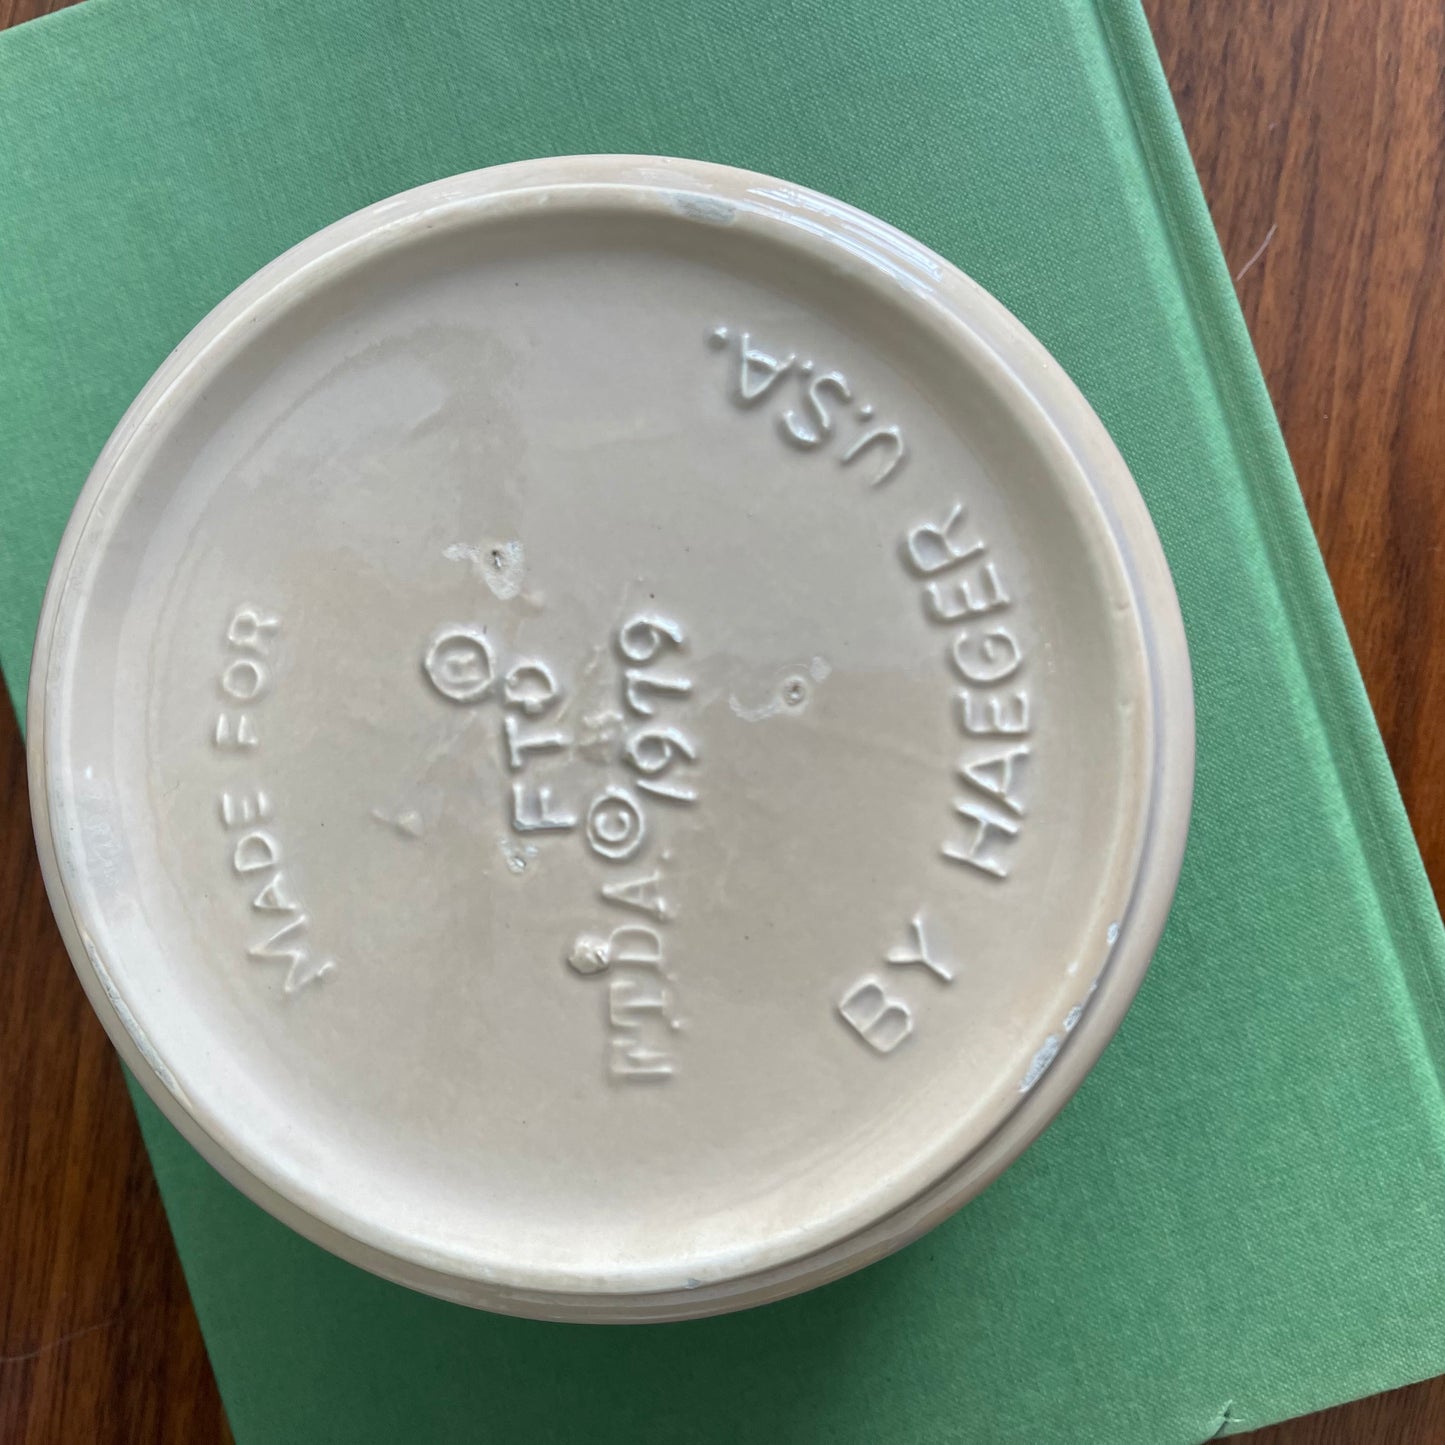 MADE FOR
FTD®
FTDA © 1979
BY HAEGER U.S.A.